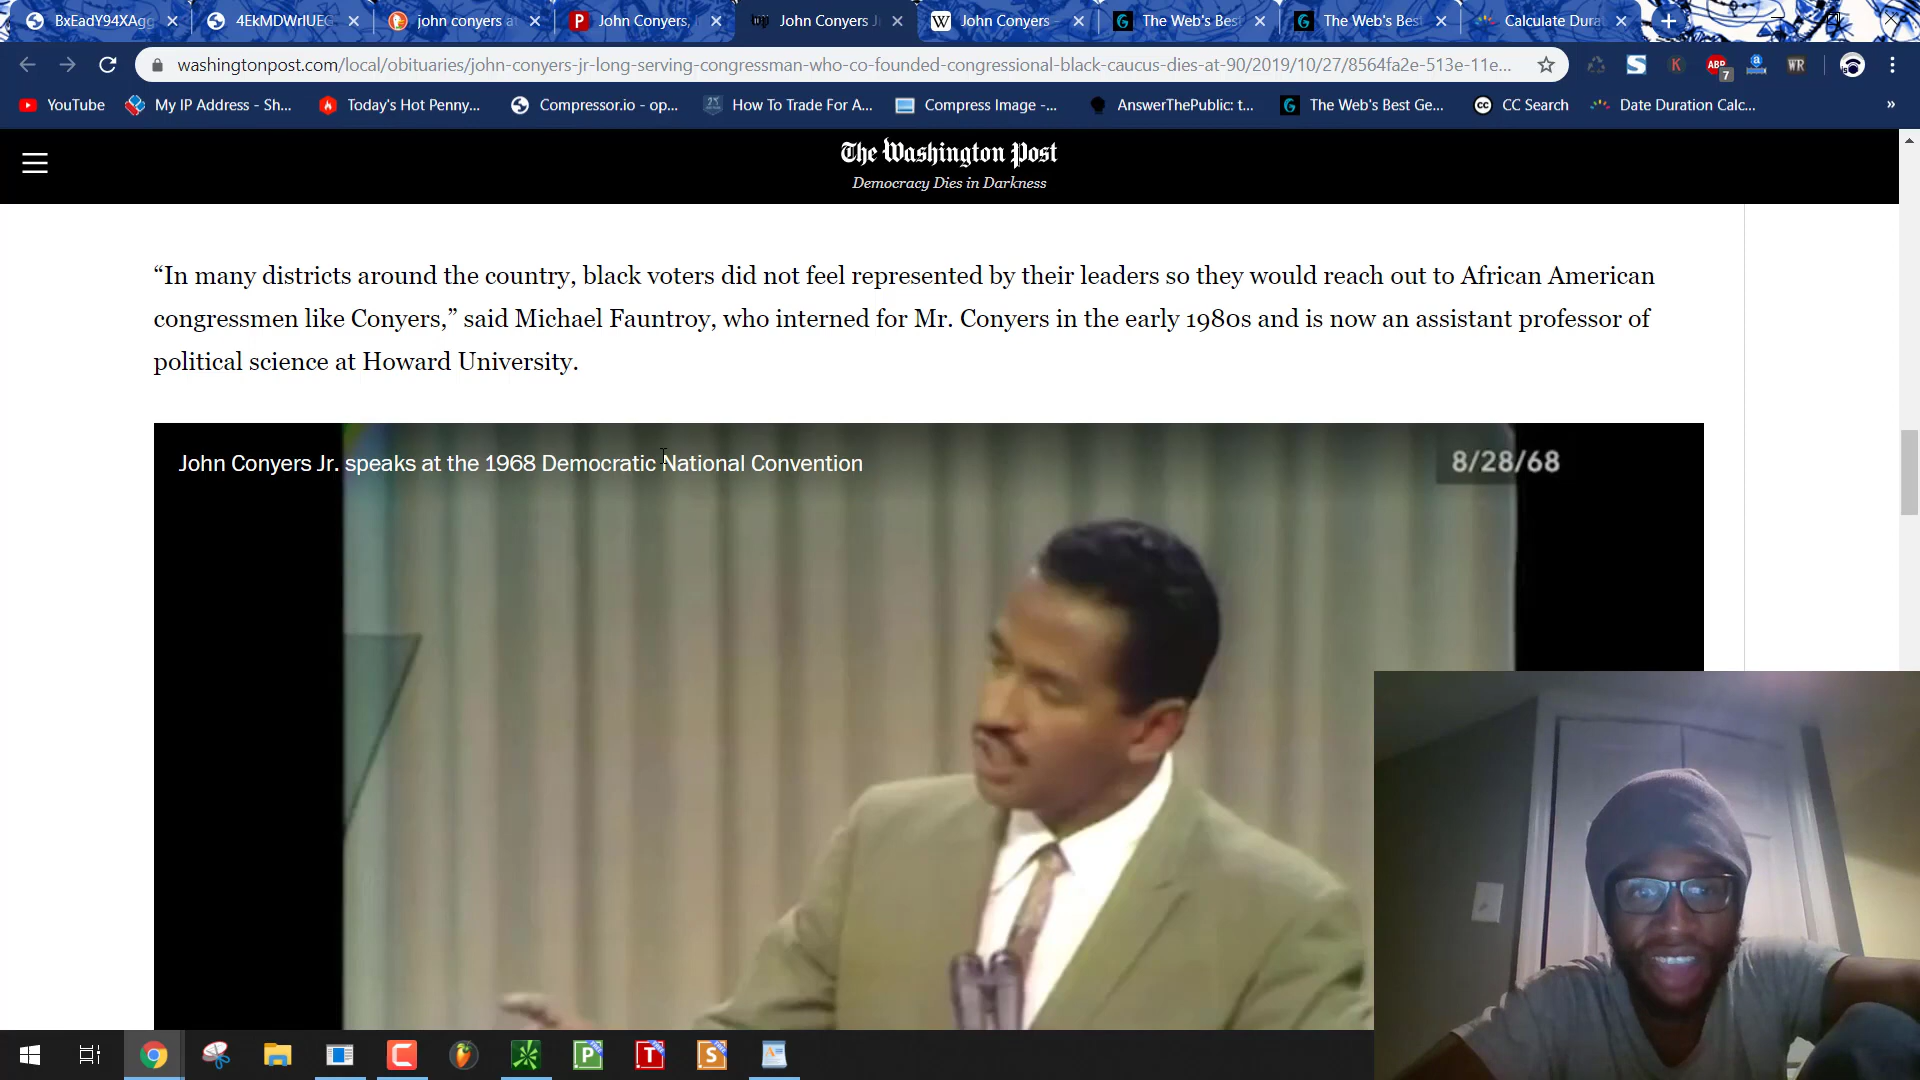 BxEadY94XAgg
4EkMDWrIUEG
john conyers a
John Conyers,
John Conyers J
John Conyers -
The Web's Bes
The Web's Bes
Calculate Dura
washingtonpost.com/local/obituaries/john-conyers-jr-long-serving-congressman-who-co-founded-congressional-black-caucus-dies-at-90/2019/10/27/8564fa2e-513e-11e...
YouTube
My IP Address - Sh...
Today's Hot Penny...
Compressor.io - op...
How To Trade For A...
Compress Image -...
AnswerThePublic: t...
The Web's Best Ge...
CC Search
Date Duration Calc...
»
The Washington Post
Democracy Dies in Darkness
“In many districts around the country, black voters did not feel represented by their leaders so they would reach out to African American
congressmen like Conyers,” said Michael Fauntroy, who interned for Mr. Conyers in the early 1980s and is now an assistant professor of
political science at Howard University.
John Conyers Jr. speaks at the 1968 Democratic National Convention
8/28/68